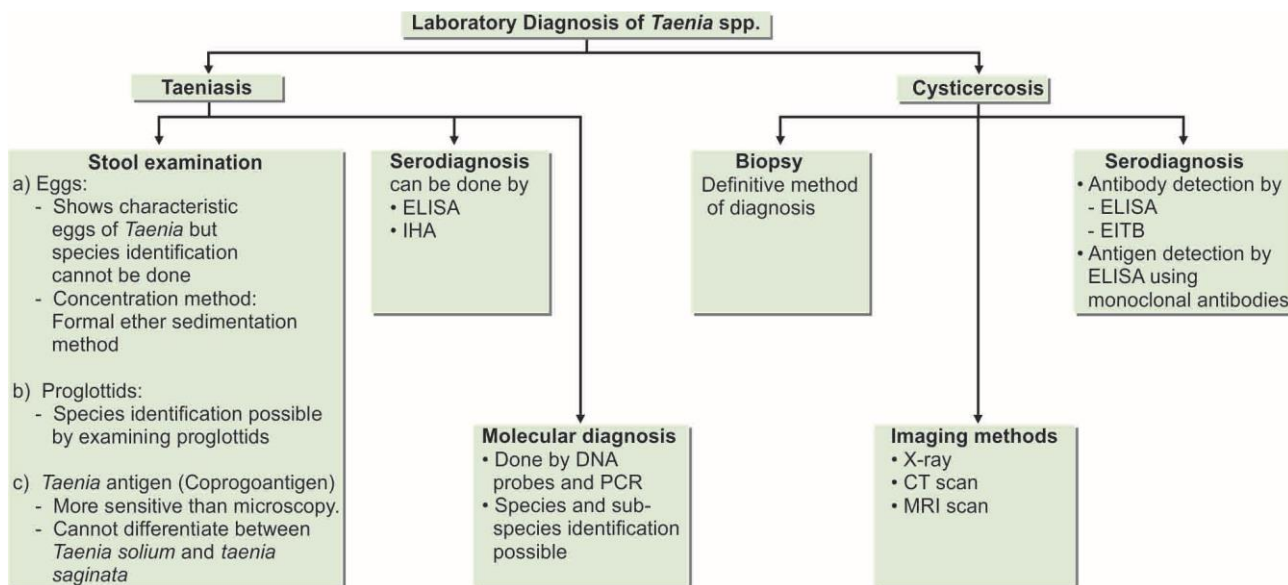 Laboratory Diagnosis of Taenia spp.
Taeniasis
Cysticercosis
Stool examination
a) Eggs:
- Shows characteristic
eggs of Taenia but
species identification
cannot be done
- Concentration method:
Formal ether sedimentation
method
b) Proglottids:
- Species identification possible
by examining proglottids
c) Taenia antigen (Coprogoantigen)
- More sensitive than microscopy.
- Cannot differentiate between
Taenia solium and taenia
saginata
Serodiagnosis
can be done by
• ELISA
• IHA
Molecular diagnosis
• Done by DNA
probes and PCR
• Species and sub-
species identification
possible
Biopsy
Definitive method
of diagnosis
Imaging methods
• X-ray
• CT scan
• MRI scan
Serodiagnosis
• Antibody detection by
- ELISA
- EITB
• Antigen detection by
ELISA using
monoclonal antibodies